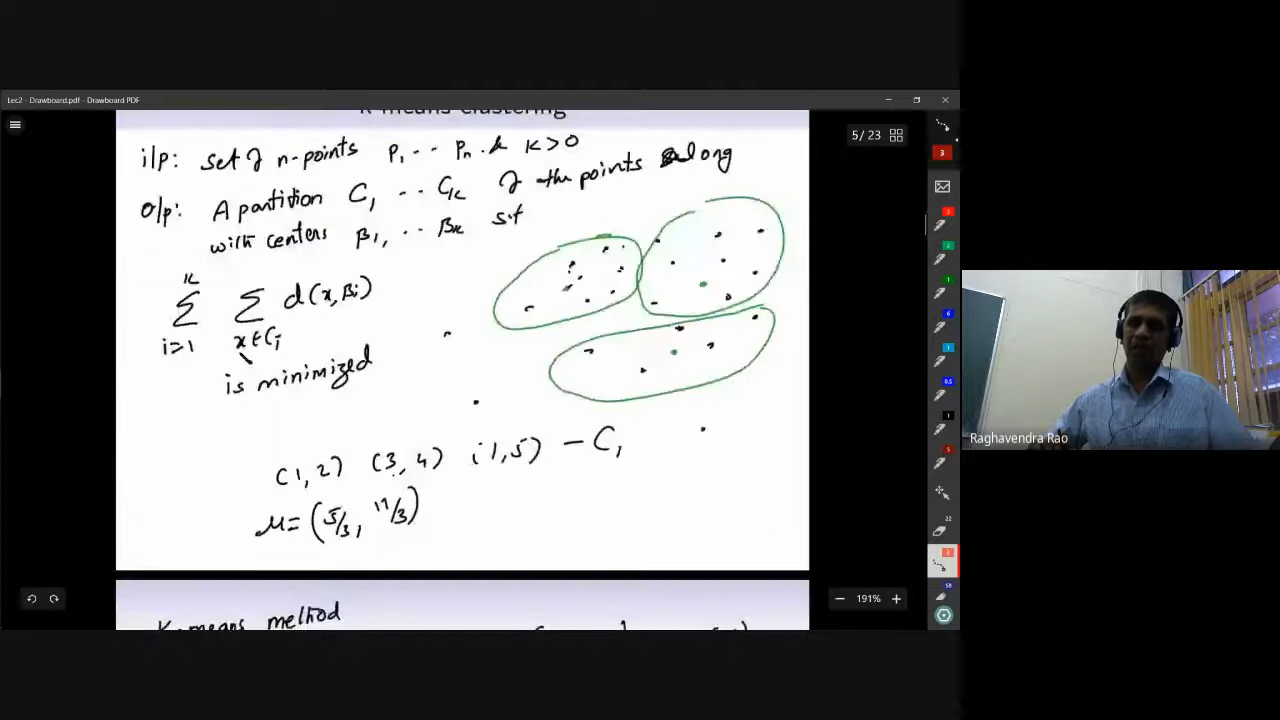 Lec2 - Drawboard.pdf - Drawboard PDF
K-means clustering
5 / 23
i/p: set of n-points p1 .. pn & K>0
o/p: A partition C1 .. CK of the points along
with centers β1, .. βK s.t
K
Σ Σ d(x, βi)
i=1 x∈Ci
is minimized
(1,2) (3,4) (1,5) - C1
μ= (5/3, 11/3)
191%
K-means method
Raghavendra Rao